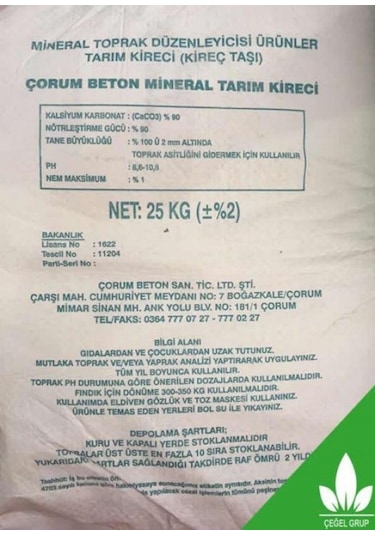 MİNERAL TOPRAK DÜZENLEYİCİSİ ÜRÜNLER
TARIM KİRECİ (KİREÇ TAŞI)
ÇORUM BETON MİNERAL TARIM KİRECİ
KALSİYUM KARBONAT : (CaCO3) % 90
NÖTRLEŞTİRME GÜCÜ : % 90
TANE BÜYÜKLÜĞÜ : % 100 Ü 2 mm ALTINDA
TOPRAK ASİTLİĞİNİ GİDERMEK İÇİN KULLANILIR
PH : 8,6-10,8
NEM MAKSIMUM : % 1
NET: 25 KG (±%2)
BAKANLIK
Lisans No : 1622
Tescil No : 11204
Parti-Seri No :
ÇORUM BETON SAN. TİC. LTD. ŞTİ.
ÇARŞI MAH. CUMHURİYET MEYDANI NO: 7 BOĞAZKALE/ÇORUM
MİMAR SİNAN MH. ANK YOLU BLV. NO: 181/1 ÇORUM
TEL/FAKS: 0364 777 07 27 - 777 02 27
BİLGİ ALANI
GIDALARDAN VE ÇOCUKLARDAN UZAK TUTUNUZ.
MUTLAKA TOPRAK VE/VEYA YAPRAK ANALİZİ YAPTIRARAK UYGULAYINIZ.
TÜM YIL BOYUNCA KULLANILIR.
TOPRAK PH DURUMUNA GÖRE ÖNERİLEN DOZAJLARDA KULLANILMALIDIR.
FINDIK İÇİN DÖNÜME 300-350 KG KULLANILMALIDIR.
KULLANIMDA ELDİVEN GÖZLÜK VE TOZ MASKESİ KULLANINIZ.
ÜRÜNLE TEMAS EDEN YERLERİ BOL SU İLE YIKAYINIZ.
DEPOLAMA ŞARTLARI:
KURU VE KAPALI YERDE STOKLANMALIDIR
TORBALAR ÜST ÜSTE EN FAZLA 10 SIRA STOKLANABİLİR.
YUKARIDAKİ ŞARTLAR SAĞLANDIĞI TAKDİRDE RAF ÖMRÜ 2 YILD
Taahhüt: İş bu
ÇEĞEL GRUP